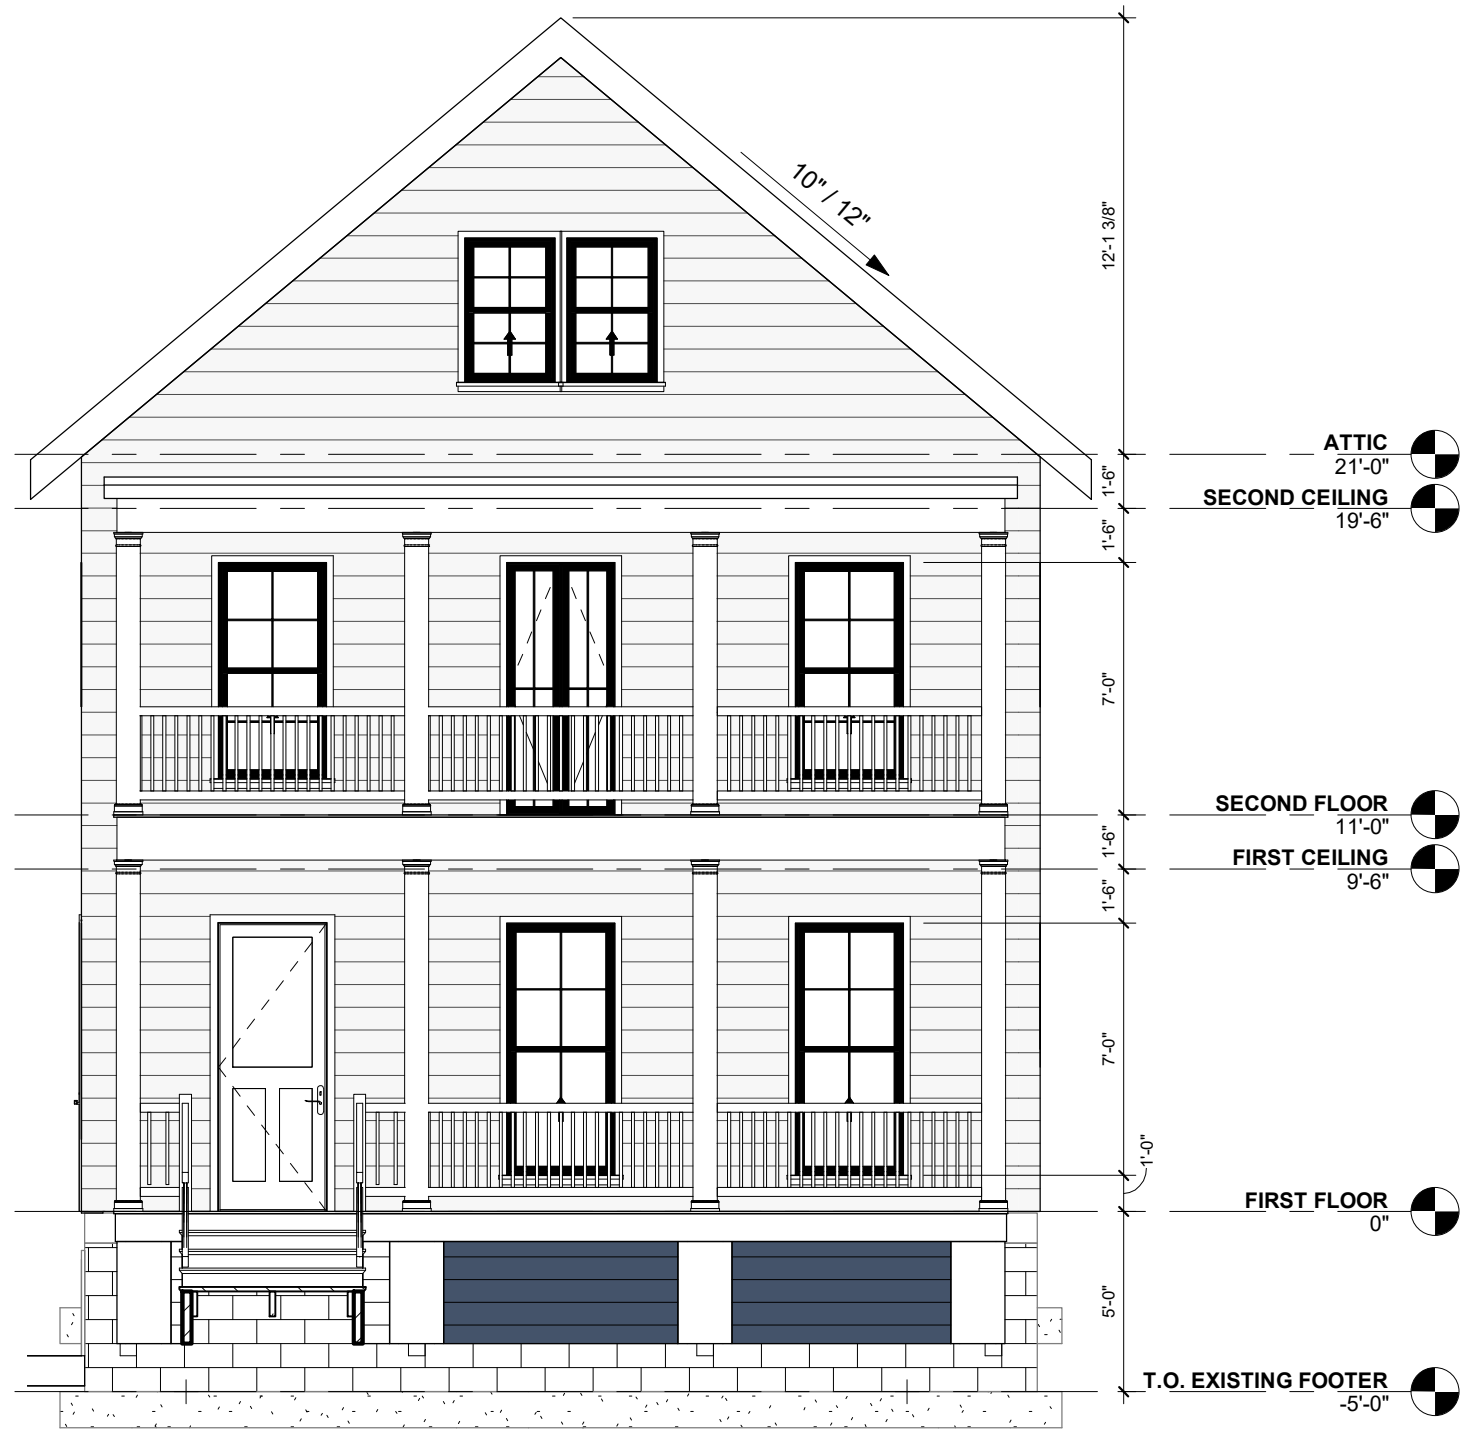 10" / 12"
12'-1 3/8"
ATTIC
21'-0"
1'-6"
SECOND CEILING
19'-6"
1'-6"
7'-0"
SECOND FLOOR
11'-0"
1'-6"
FIRST CEILING
9'-6"
1'-6"
7'-0"
1'-0"
FIRST FLOOR
0"
5'-0"
T.O. EXISTING FOOTER
-5'-0"